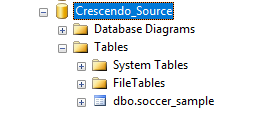 Crescendo_Source
Database Diagrams
Tables
System Tables
FileTables
dbo.soccer_sample